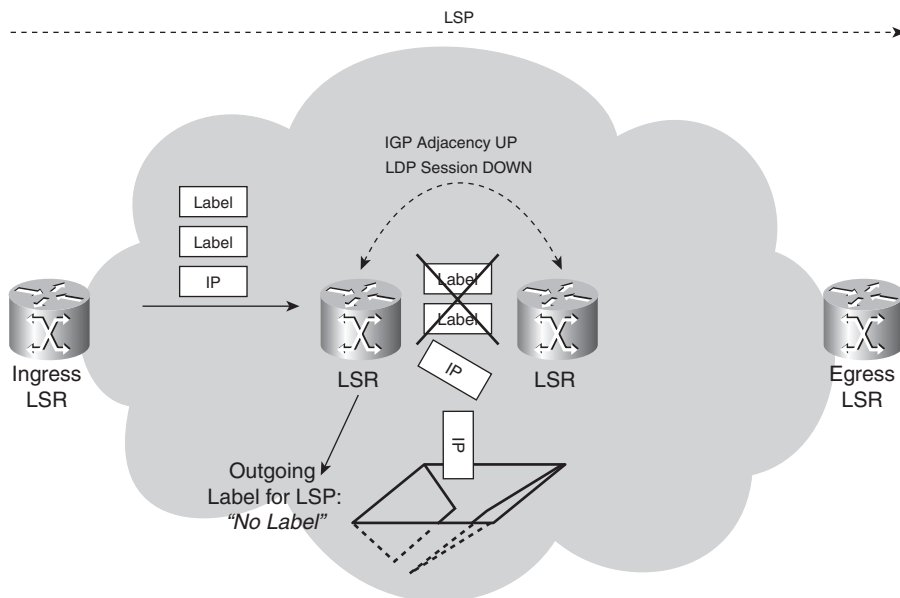 LSP
IGP Adjacency UP
LDP Session DOWN
Label
Label
IP
Label
Label
IP
IP
Ingress
LSR
LSR
LSR
Egress
LSR
Outgoing
Label for LSP:
“No Label”